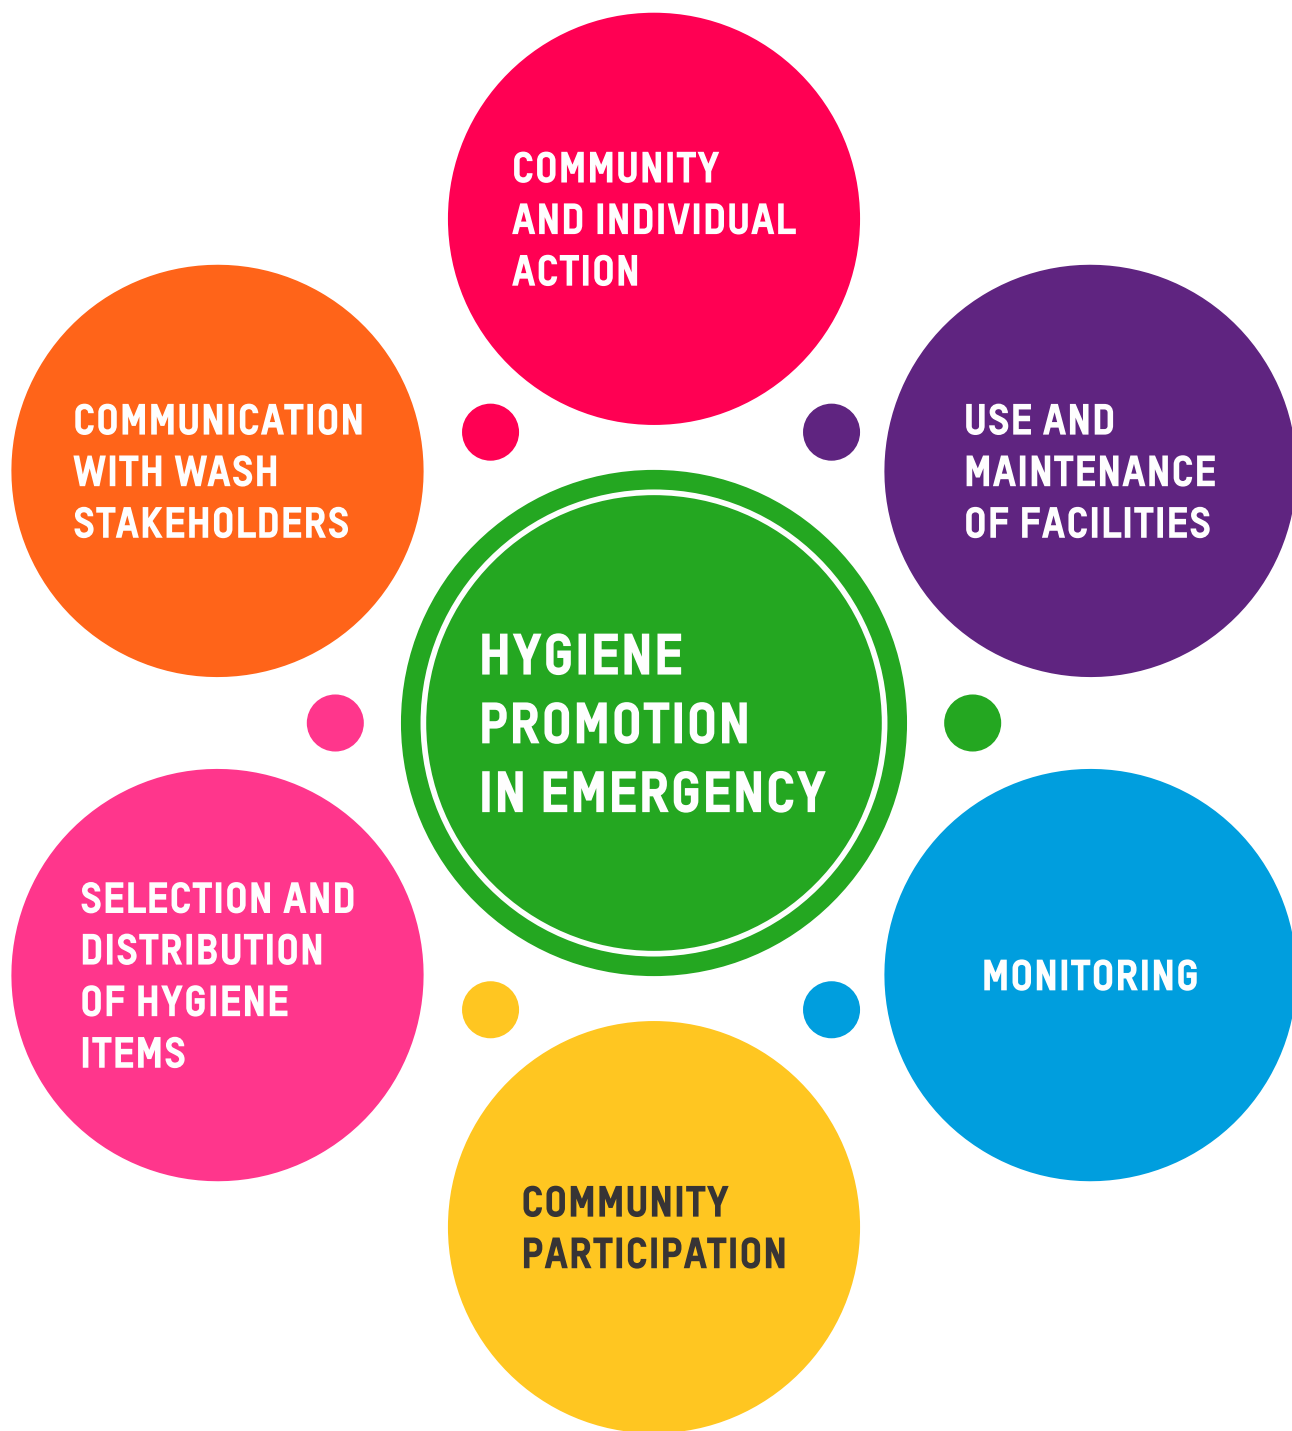 COMMUNITY
AND INDIVIDUAL
ACTION
COMMUNICATION
WITH WASH
STAKEHOLDERS
USE AND
MAINTENANCE
OF FACILITIES
HYGIENE
PROMOTION
IN EMERGENCY
SELECTION AND
DISTRIBUTION
OF HYGIENE
ITEMS
MONITORING
COMMUNITY
PARTICIPATION